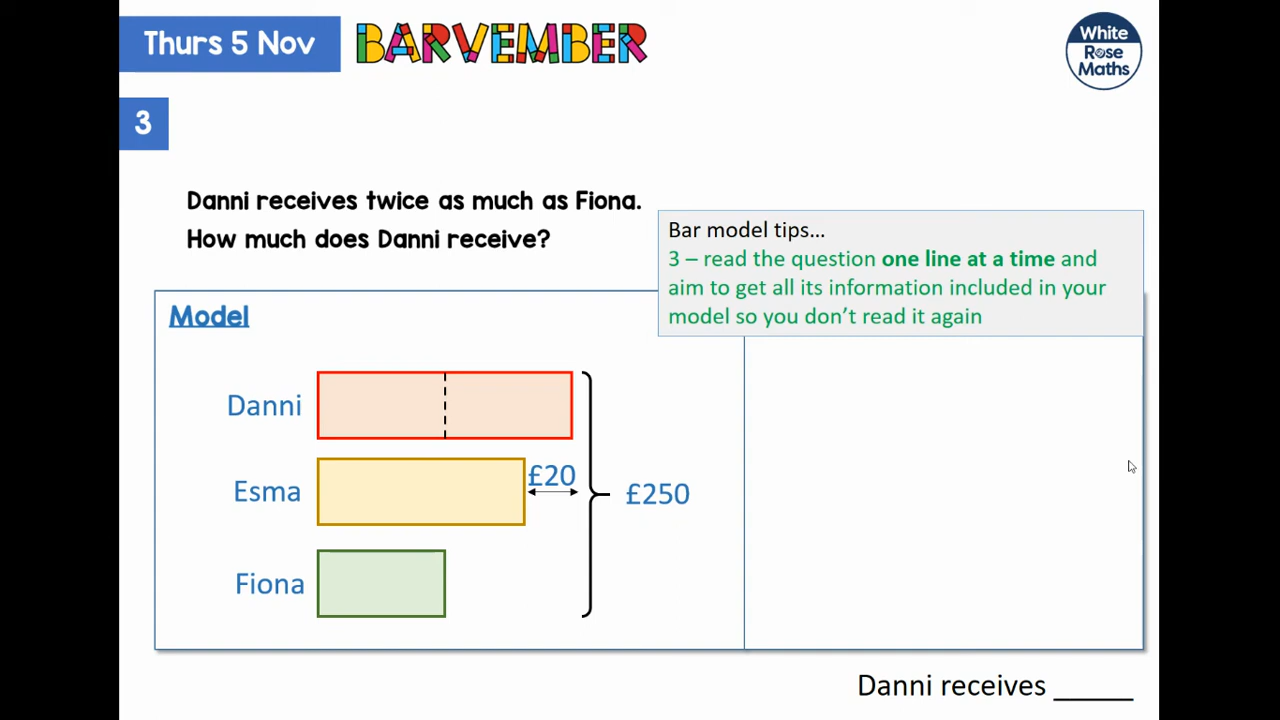 Thurs 5 Nov
BARVEMBER
White
Rose
Maths
3
Danni receives twice as much as Fiona.
How much does Danni receive?
Bar model tips...
3 – read the question one line at a time and
aim to get all its information included in your
model so you don't read it again
Model
Danni
Esma
£20
£250
Fiona
Danni receives ______